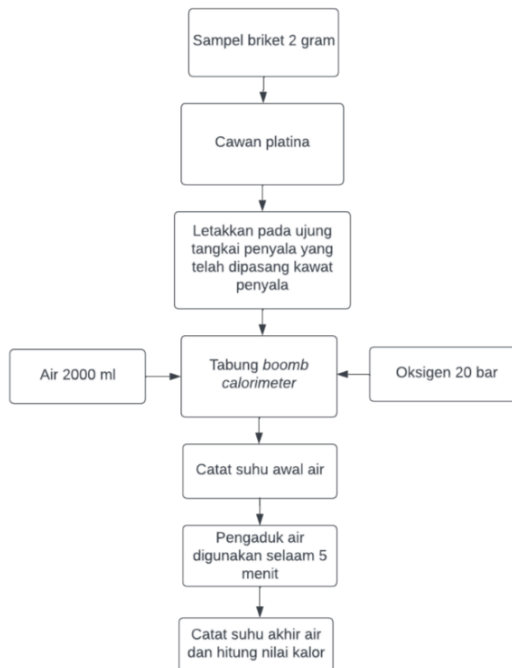 Sampel briket 2 gram
Cawan platina
Letakkan pada ujung
tangkai penyala yang
telah dipasang kawat
penyala
Air 2000 ml
Tabung boomb
calorimeter
Oksigen 20 bar
Catat suhu awal air
Pengaduk air
digunakan selaam 5
menit
Catat suhu akhir air
dan hitung nilai kalor